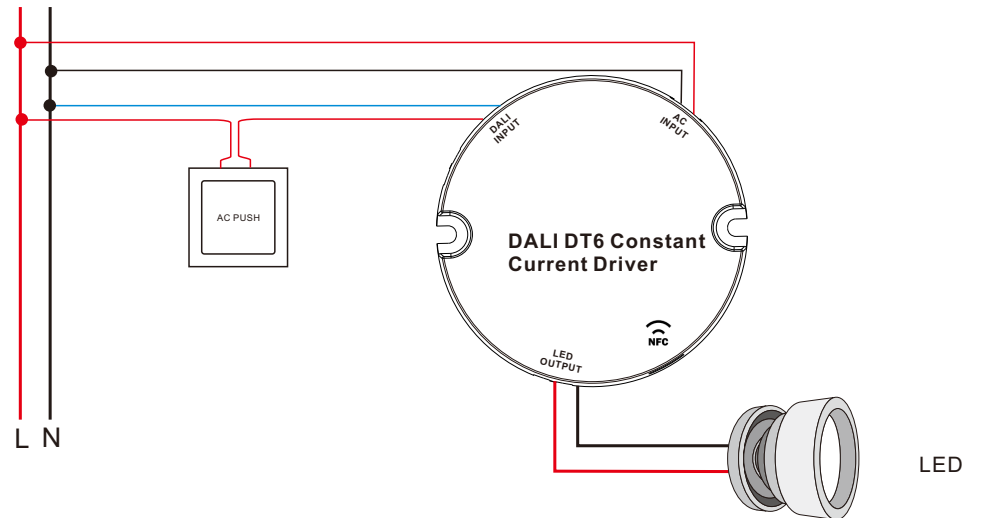 DALI
INPUT
AC
INPUT
AC PUSH
DALI DT6 Constant
Current Driver
NFC
LED
OUTPUT
L N
LED